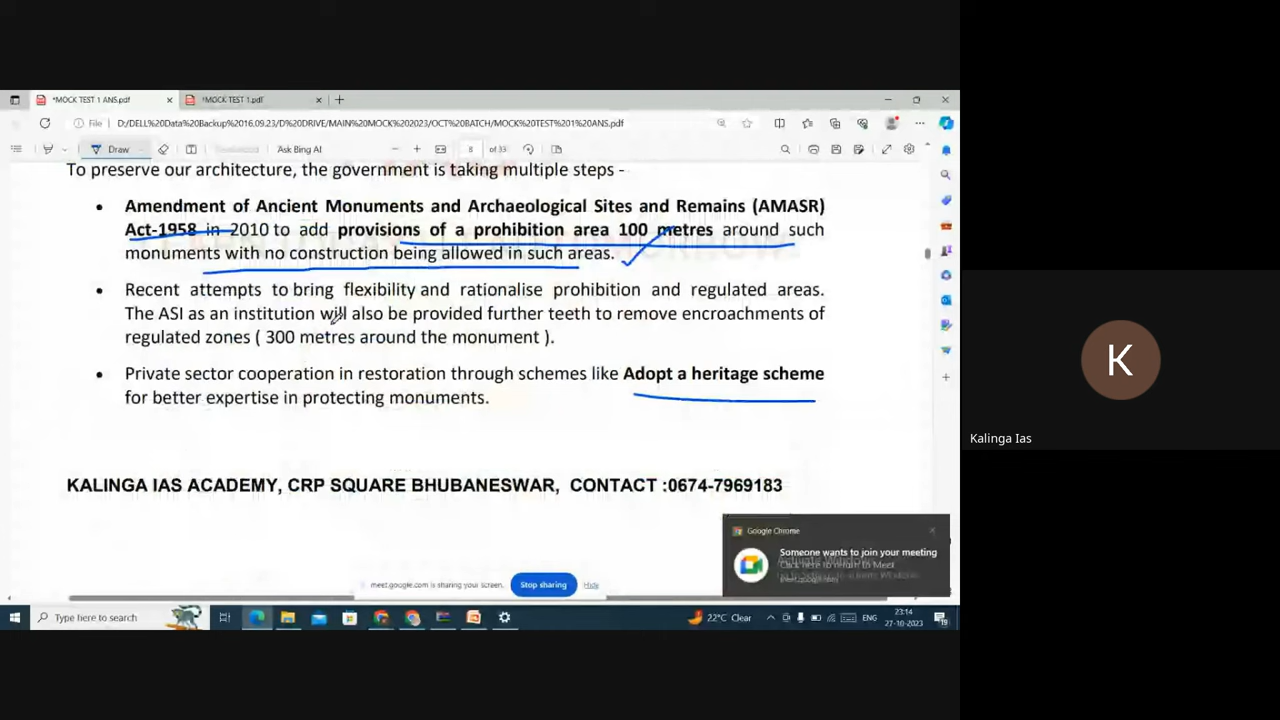 *MOCK TEST 1 ANS.pdf
*MOCK TEST 1.pdf
File
D:/DELL%20Data%20Backup%2016.09.23/D%20DRIVE/MAIN%20MOCK%202023/OCT%20BATCH/MOCK%20TEST%201%20ANS.pdf
Draw
Ask Bing AI
8
of 33
To preserve our architecture, the government is taking multiple steps -
• Amendment of Ancient Monuments and Archaeological Sites and Remains (AMASR)
Act-1958 in 2010 to add provisions of a prohibition area 100 metres around such
monuments with no construction being allowed in such areas.
• Recent attempts to bring flexibility and rationalise prohibition and regulated areas.
The ASI as an institution will also be provided further teeth to remove encroachments of
regulated zones ( 300 metres around the monument ).
• Private sector cooperation in restoration through schemes like Adopt a heritage scheme
for better expertise in protecting monuments.
KALINGA IAS ACADEMY, CRP SQUARE BHUBANESWAR, CONTACT :0674-7969183
Google Chrome
Someone wants to join your meeting
Click here to return to Meet
meet.google.com is sharing your screen.
Stop sharing
Hide
Type here to search
22°C Clear
ENG
23:14
27-10-2023
K
Kalinga Ias